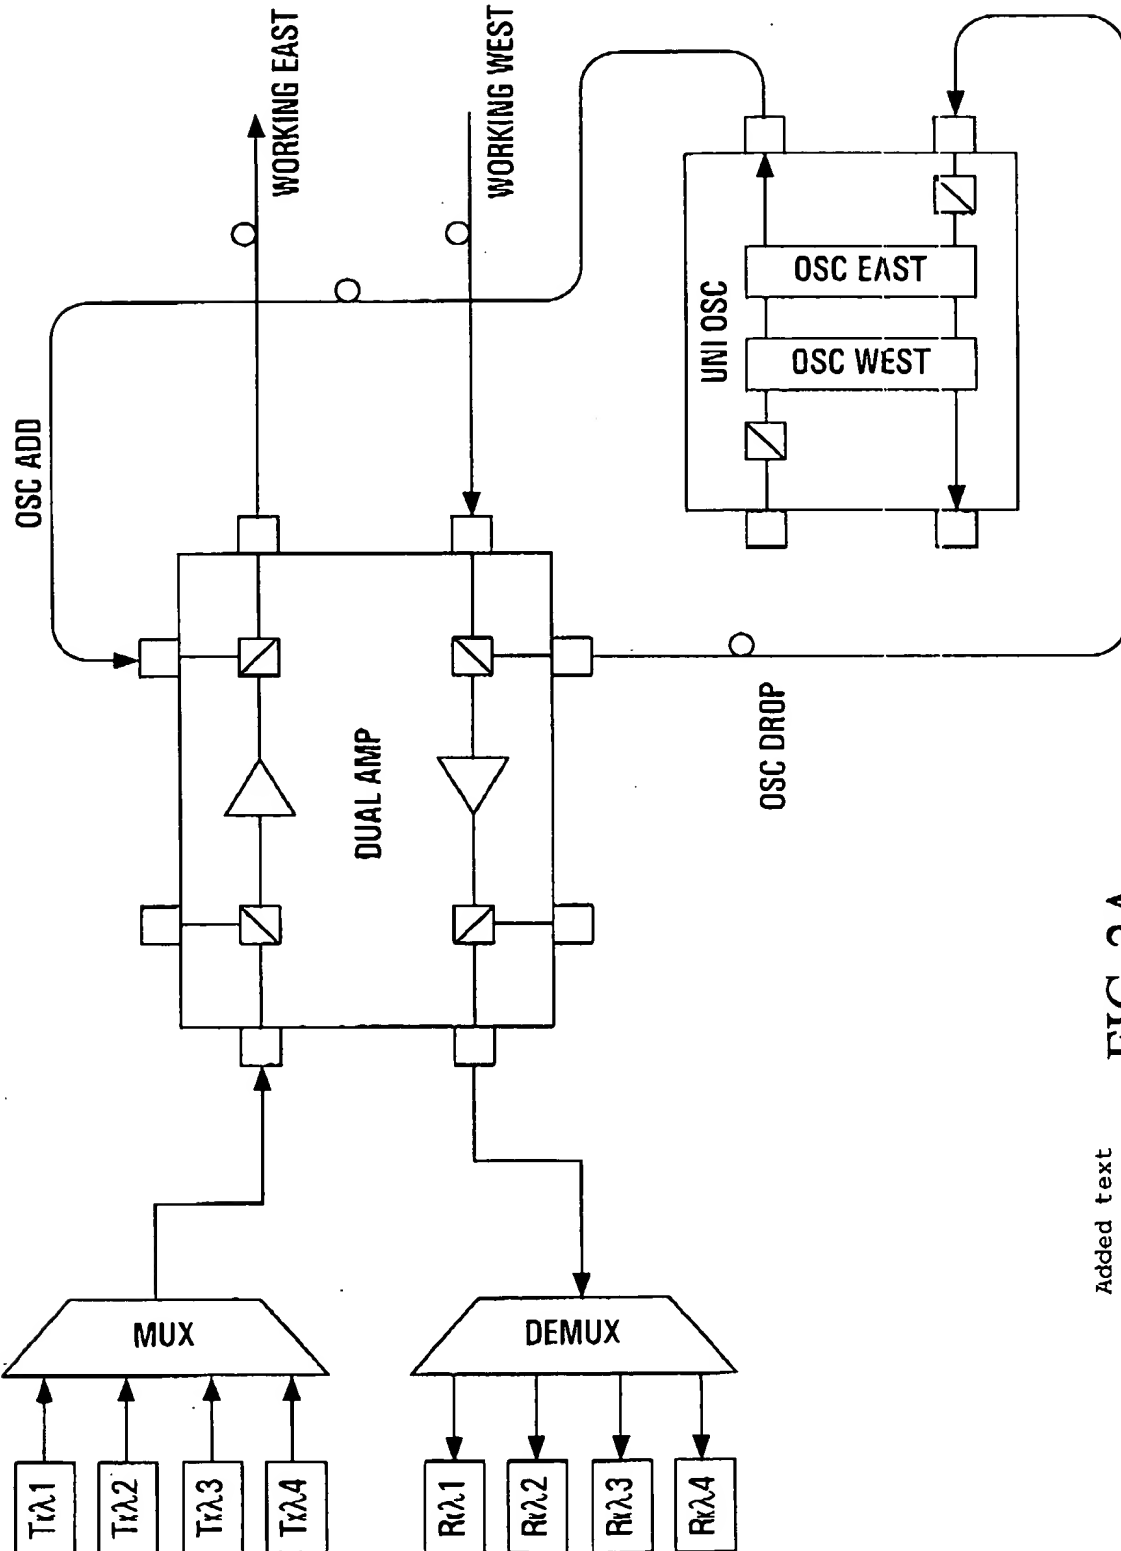 WORKING EAST
WORKING WEST
OSC ADD
UNI OSC
OSC EAST
OSC WEST
DUAL AMP
OSC DROP
MUX
DEMUX
Txλ1
Txλ2
Txλ3
Txλ4
Rxλ1
Rxλ2
Rxλ3
Rxλ4
Added text